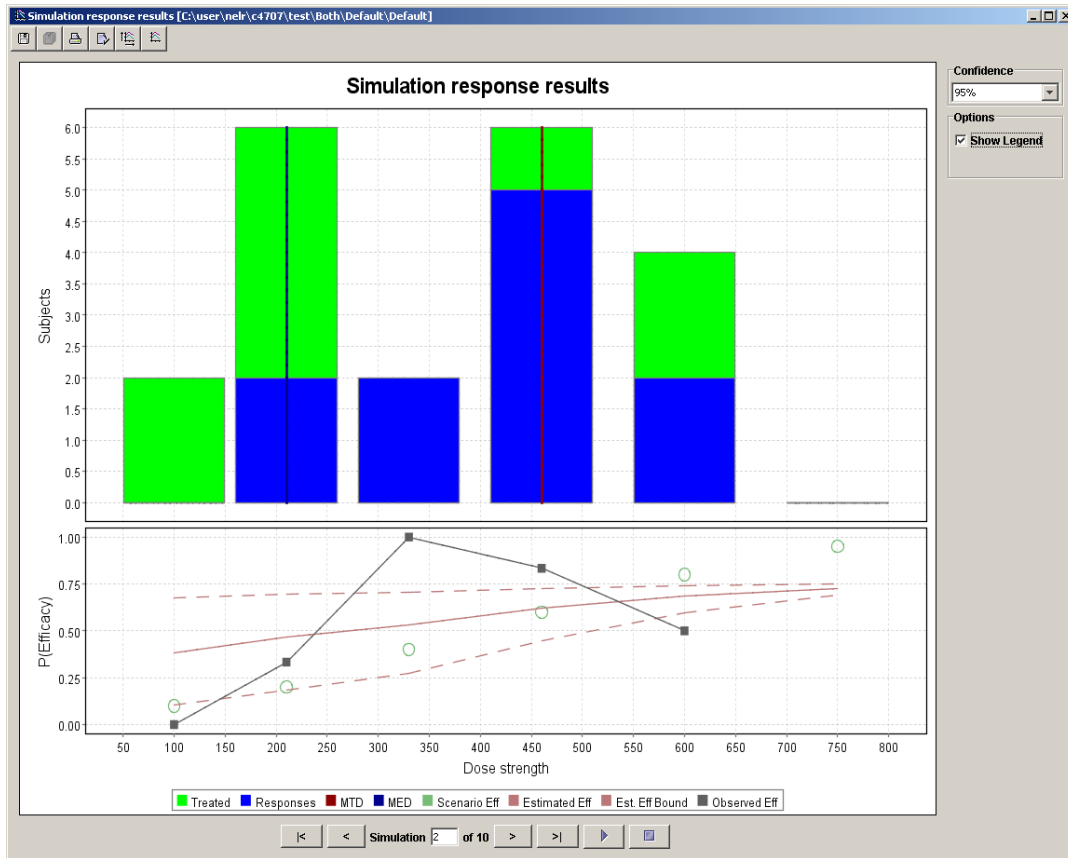 Simulation response results [C:\user\nelr\c4707\test\Both\Default\Default]
Simulation response results
Confidence
95%
Options
Show Legend
Subjects
6.0
5.5
5.0
4.5
4.0
3.5
3.0
2.5
2.0
1.5
1.0
0.5
0.0
P(Efficacy)
1.00
0.75
0.50
0.25
0.00
50 100 150 200 250 300 350 400 450 500 550 600 650 700 750 800
Dose strength
Treated Responses MTD MED Scenario Eff Estimated Eff Est. Eff Bound Observed Eff
|< < Simulation 2 of 10 > >|